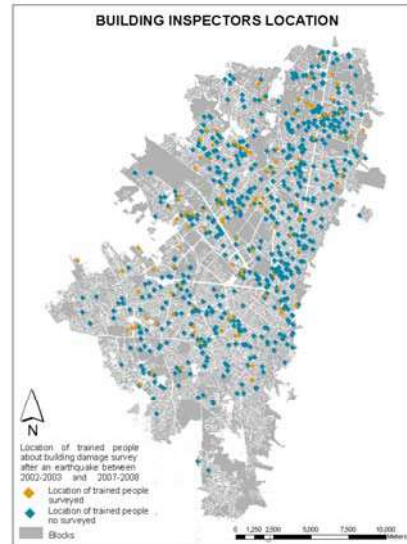 BUILDING INSPECTORS LOCATION
N
Location of trained people
about building damage survey
after an earthquake between
2002-2003 and 2007-2008
Location of trained people
surveyed
Location of trained people
no surveyed
Blocks
0 1,250 2,500 5,000 7,500 10,000